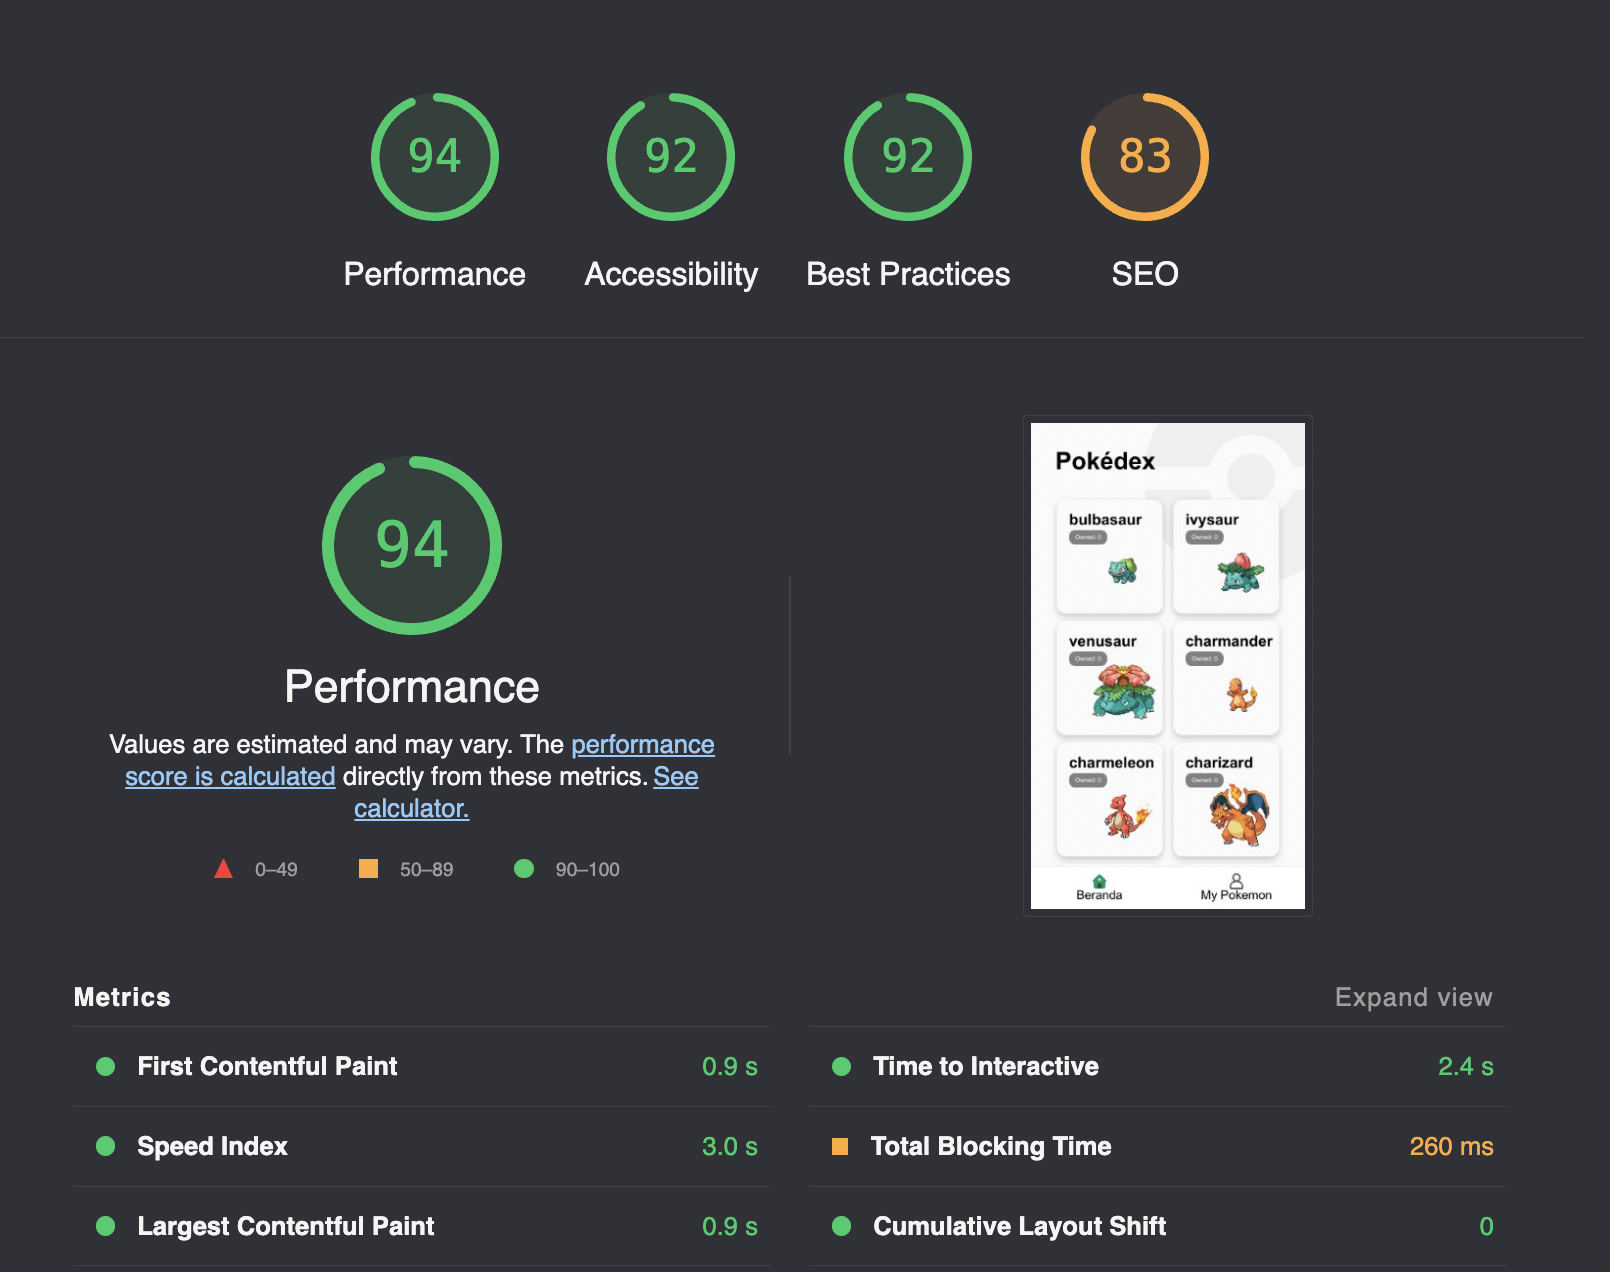 94
92
92
83
Performance
Accessibility
Best Practices
SEO
94
Performance
Values are estimated and may vary. The performance
score is calculated directly from these metrics. See
calculator.
0–49
50–89
90–100
Pokédex
bulbasaur
Owned: 0
ivysaur
Owned: 0
venusaur
Owned: 0
charmander
Owned: 0
charmeleon
Owned: 0
charizard
Owned: 0
Beranda
My Pokemon
Metrics
Expand view
First Contentful Paint
0.9 s
Time to Interactive
2.4 s
Speed Index
3.0 s
Total Blocking Time
260 ms
Largest Contentful Paint
0.9 s
Cumulative Layout Shift
0